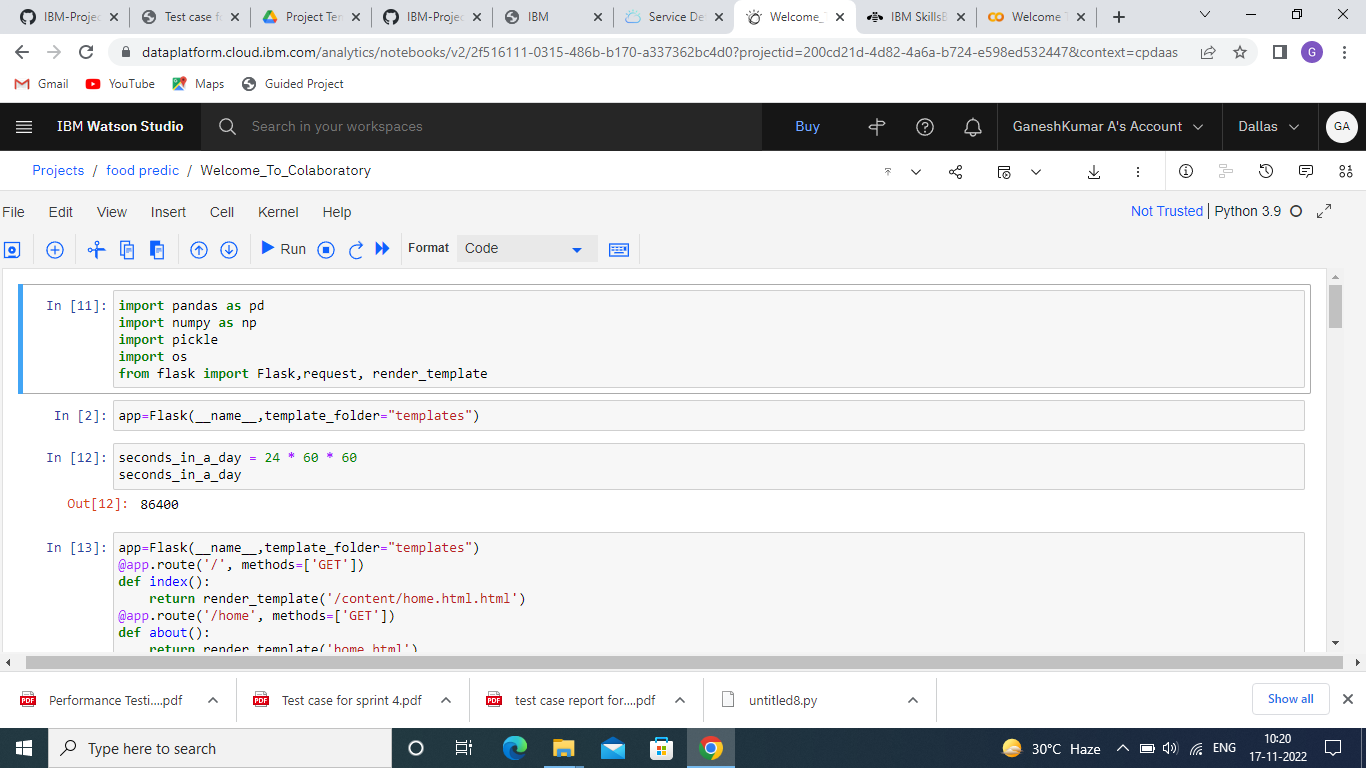 IBM-Projec
Test case f
Project Ten
IBM-Projec
IBM
Service De
Welcome_
IBM SkillsB
Welcome T
dataplatform.cloud.ibm.com/analytics/notebooks/v2/2f516111-0315-486b-b170-a337362bc4d0?projectid=200cd21d-4d82-4a6a-b724-e598ed532447&context=cpdaas
G
Gmail
YouTube
Maps
Guided Project
IBM Watson Studio
Search in your workspaces
Buy
GaneshKumar A's Account
Dallas
GA
Projects / food predic / Welcome_To_Colaboratory
File Edit View Insert Cell Kernel Help
Not Trusted | Python 3.9
Run
Format
Code
In [11]:
import pandas as pd
import numpy as np
import pickle
import os
from flask import Flask,request, render_template
In [2]:
app=Flask(__name__,template_folder="templates")
In [12]:
seconds_in_a_day = 24 * 60 * 60
seconds_in_a_day
Out[12]: 86400
In [13]:
app=Flask(__name__,template_folder="templates")
@app.route('/', methods=['GET'])
def index():
    return render_template('/content/home.html.html')
@app.route('/home', methods=['GET'])
def about():
    return render_template('home.html')
Performance Testi....pdf
Test case for sprint 4.pdf
test case report for....pdf
untitled8.py
Show all
Type here to search
30°C Haze
ENG
10:20
17-11-2022